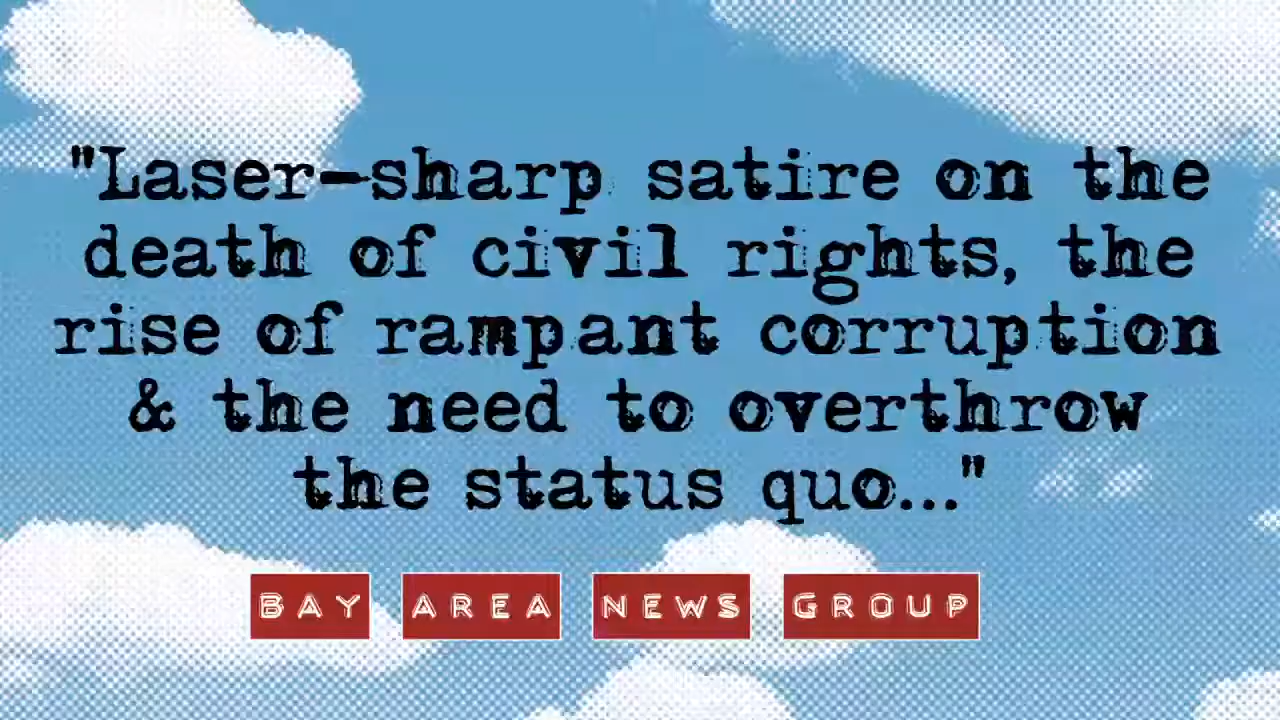 "Laser-sharp satire on the
death of civil rights, the
rise of rampant corruption
& the need to overthrow
the status quo..."
BAY AREA NEWS GROUP